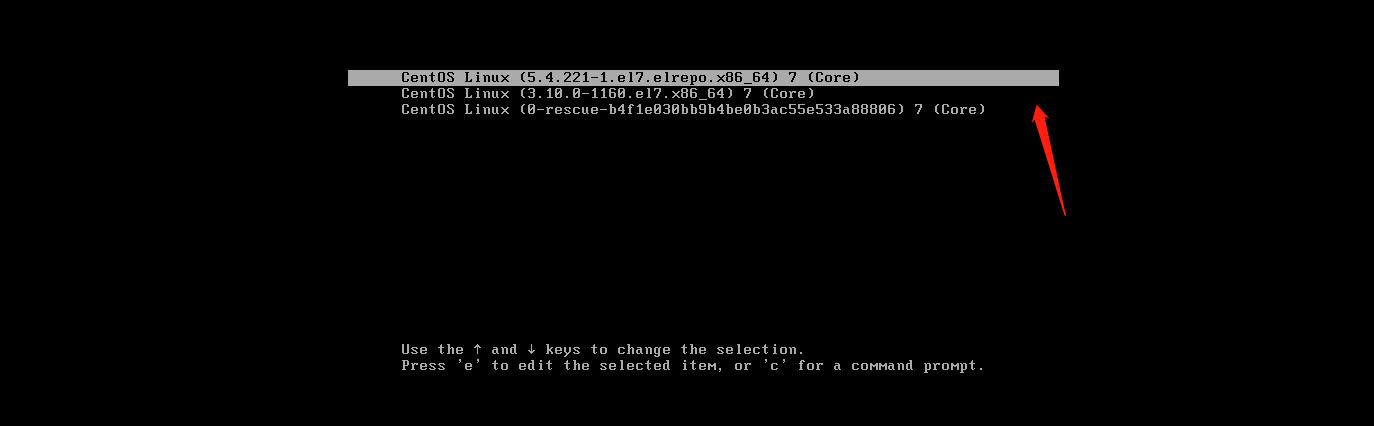 CentOS Linux (5.4.221-1.el7.elrepo.x86_64) 7 (Core)
CentOS Linux (3.10.0-1160.el7.x86_64) 7 (Core)
CentOS Linux (0-rescue-b4f1e030bb9b4be0b3ac55e533a88806) 7 (Core)
Use the ↑ and ↓ keys to change the selection.
Press 'e' to edit the selected item, or 'c' for a command prompt.